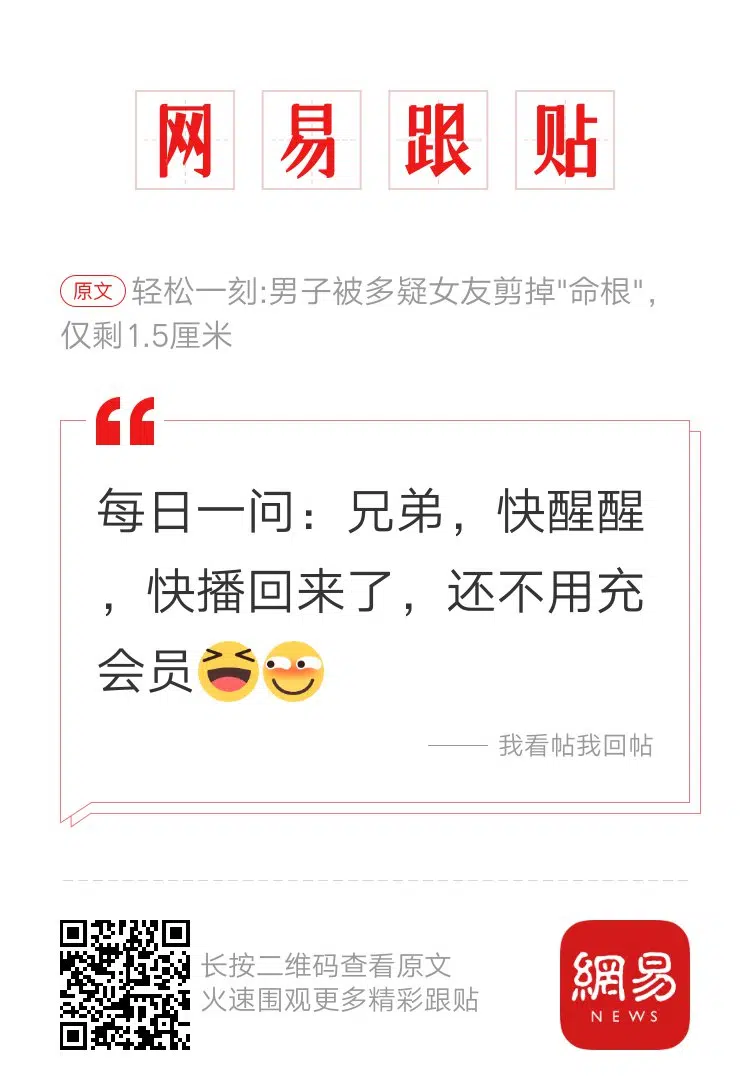 网易跟贴
原文 轻松一刻:男子被多疑女友剪掉"命根"，
仅剩1.5厘米
每日一问：兄弟，快醒醒
，快播回来了，还不用充
会员😆
——我看帖我回帖
长按二维码查看原文
火速围观更多精彩跟贴
網易
NEWS